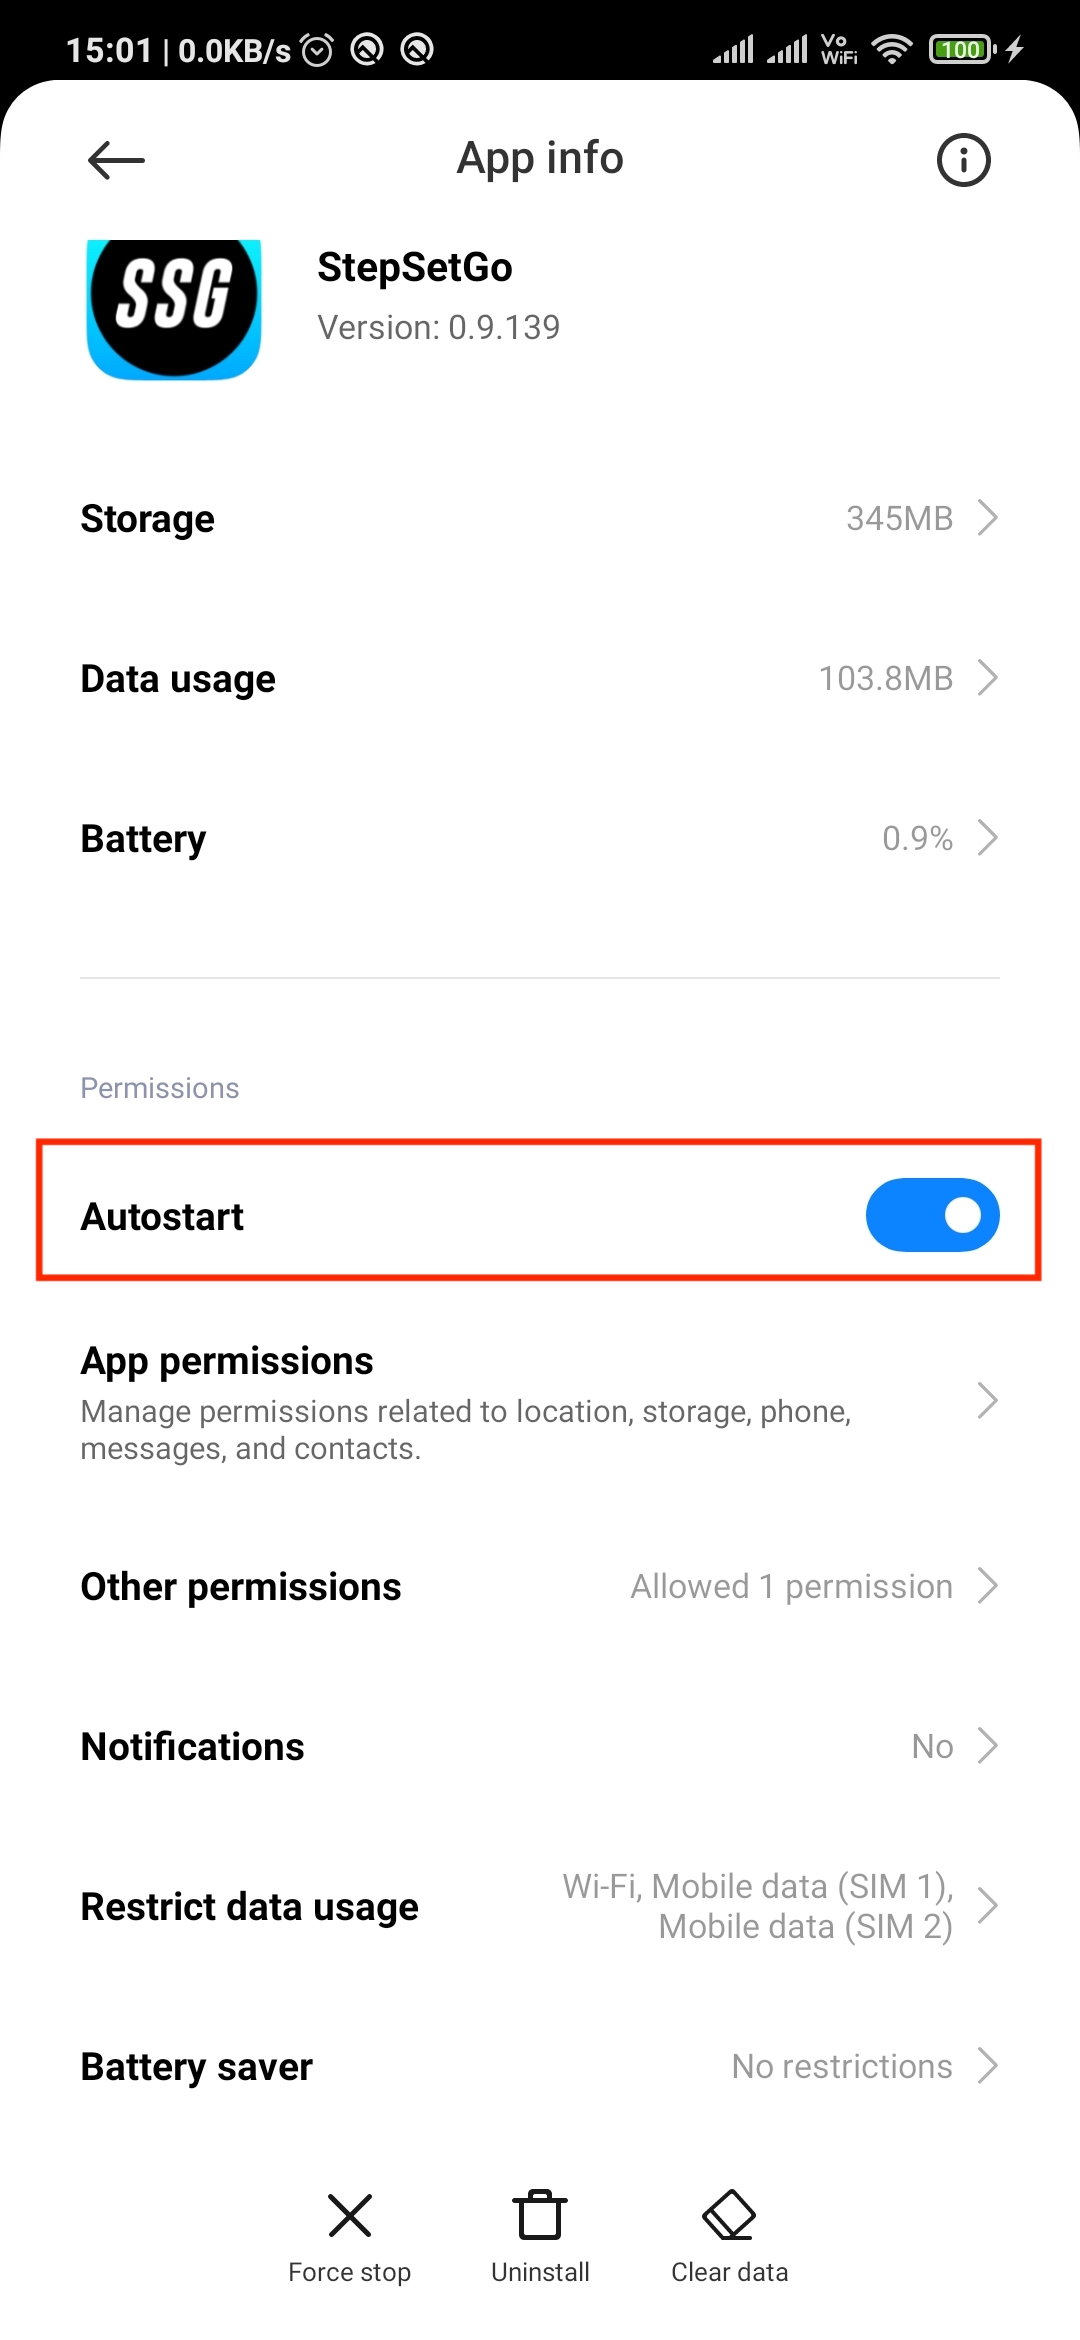 15:01 | 0.0KB/s Vo WiFi 100
App info
SSG
StepSetGo
Version: 0.9.139
Storage 345MB
Data usage 103.8MB
Battery 0.9%
Permissions
Autostart
App permissions
Manage permissions related to location, storage, phone,
messages, and contacts.
Other permissions Allowed 1 permission
Notifications No
Restrict data usage Wi-Fi, Mobile data (SIM 1),
Mobile data (SIM 2)
Battery saver No restrictions
Force stop Uninstall Clear data